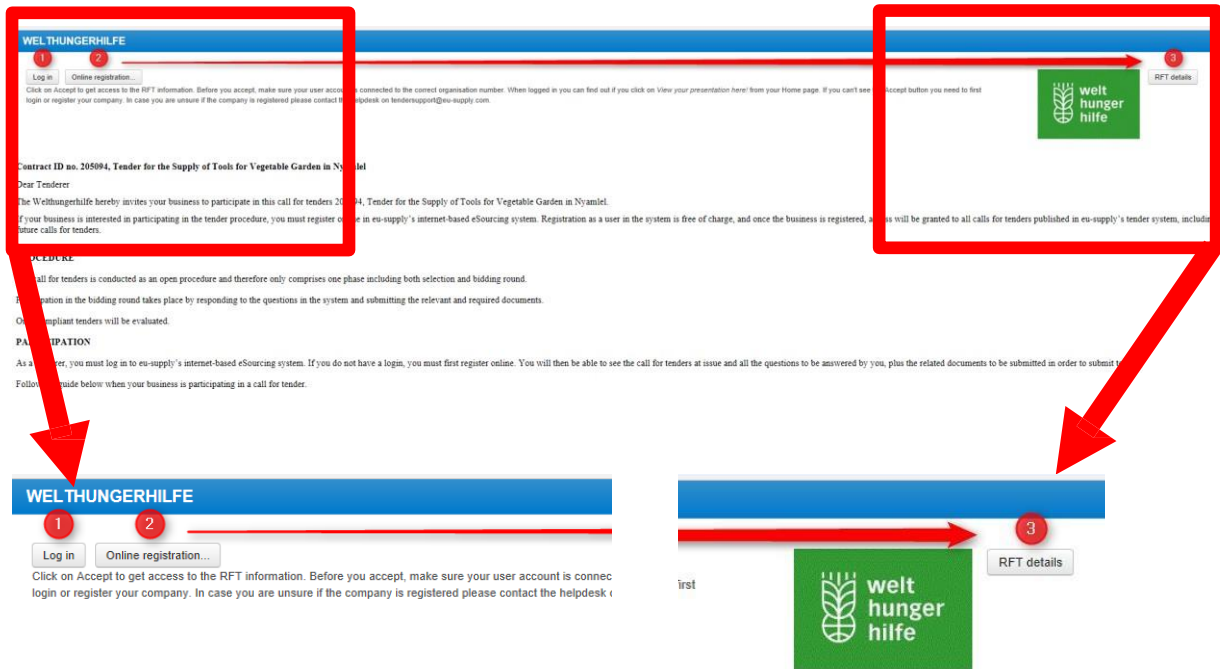 WELTHUNGERHILFE
1 2 3
Log in Online registration... RFT details
Click on Accept to get access to the RFT information. Before you accept, make sure your user account is connected to the correct organisation number. When logged in you can find out if you click on View your presentation here! from your Home page. If you can't see Accept button you need to first
login or register your company. In case you are unsure if the company is registered please contact the helpdesk on tendersupport@eu-supply.com.
welt
hunger
hilfe
Contract ID no. 205094, Tender for the Supply of Tools for Vegetable Garden in Ny lel
Dear Tenderer
The Welthungerhilfe hereby invites your business to participate in this call for tenders 20 94, Tender for the Supply of Tools for Vegetable Garden in Nyamlel.
If your business is interested in participating in the tender procedure, you must register o e in eu-supply's internet-based eSourcing system. Registration as a user in the system is free of charge, and once the business is registered, a ss will be granted to all calls for tenders published in eu-supply's tender system, includin
future calls for tenders.
OCEDURE
all for tenders is conducted as an open procedure and therefore only comprises one phase including both selection and bidding round.
P ipation in the bidding round takes place by responding to the questions in the system and submitting the relevant and required documents.
On mpliant tenders will be evaluated.
PA IPATION
As a rer, you must log in to eu-supply's internet-based eSourcing system. If you do not have a login, you must first register online. You will then be able to see the call for tenders at issue and all the questions to be answered by you, plus the related documents to be submitted in order to submit t
Follow guide below when your business is participating in a call for tender.
WELTHUNGERHILFE
1 2
Log in Online registration...
Click on Accept to get access to the RFT information. Before you accept, make sure your user account is connec
login or register your company. In case you are unsure if the company is registered please contact the helpdesk
3
RFT details
irst
welt
hunger
hilfe